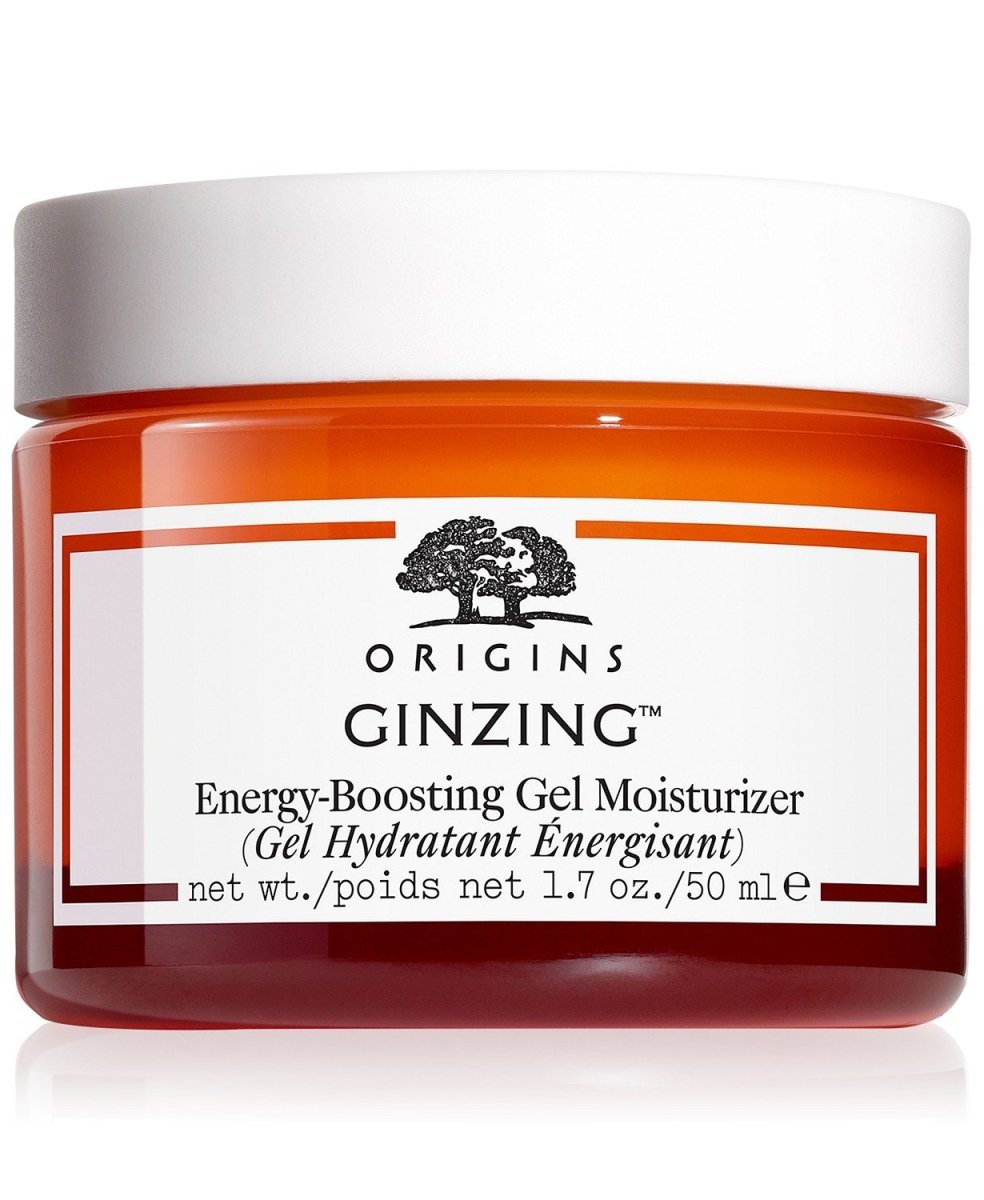 ORIGINS
GINZING™
Energy-Boosting Gel Moisturizer
(Gel Hydratant Énergisant)
net wt./poids net 1.7 oz./50 ml ℮